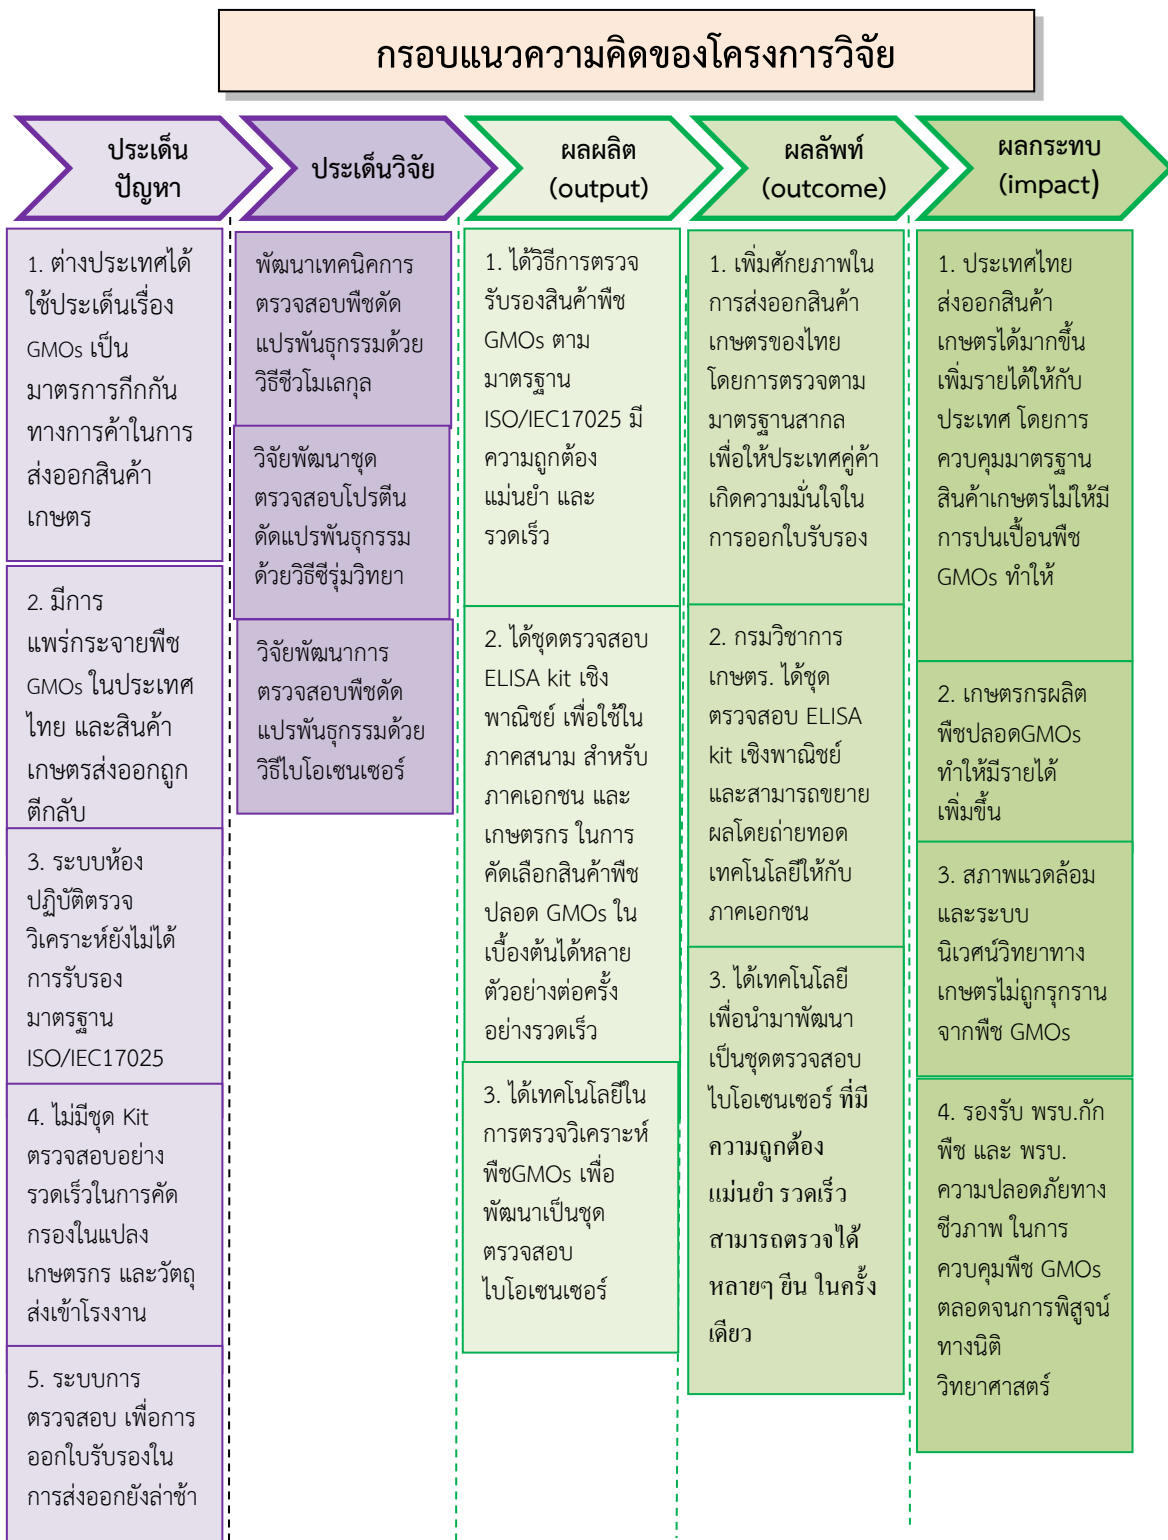 กรอบแนวความคิดของโครงการวิจัย
ประเด็น
ปัญหา
ประเด็นวิจัย
ผลผลิต
(output)
ผลลัพท์
(outcome)
ผลกระทบ
(impact)
1. ต่างประเทศได้
ใช้ประเด็นเรื่อง
GMOs เป็น
มาตรการกีกกัน
ทางการค้าในการ
ส่งออกสินค้า
เกษตร
2. มีการ
แพร่กระจายพืช
GMOs ในประเทศ
ไทย และสินค้า
เกษตรส่งออกถูก
ตีกลับ
3. ระบบห้อง
ปฏิบัติตรวจ
วิเคราะห์ยังไม่ได้
การรับรอง
มาตรฐาน
ISO/IEC17025
4. ไม่มีชุด Kit
ตรวจสอบอย่าง
รวดเร็วในการคัด
กรองในแปลง
เกษตรกร และวัตถุ
ส่งเข้าโรงงาน
5. ระบบการ
ตรวจสอบ เพื่อการ
ออกใบรับรองใน
การส่งออกยังล่าช้า
พัฒนาเทคนิคการ
ตรวจสอบพืชดัด
แปรพันธุกรรมด้วย
วิธีชีวโมเลกุล
วิจัยพัฒนาชุด
ตรวจสอบโปรตีน
ดัดแปรพันธุกรรม
ด้วยวิธีซีรุ่มวิทยา
วิจัยพัฒนาการ
ตรวจสอบพืชดัด
แปรพันธุกรรมด้วย
วิธีไบโอเซนเซอร์
1. ได้วิธีการตรวจ
รับรองสินค้าพืช
GMOs ตาม
มาตรฐาน
ISO/IEC17025 มี
ความถูกต้อง
แม่นยำ และ
รวดเร็ว
2. ได้ชุดตรวจสอบ
ELISA kit เชิง
พาณิชย์ เพื่อใช้ใน
ภาคสนาม สำหรับ
ภาคเอกชน และ
เกษตรกร ในการ
คัดเลือกสินค้าพืช
ปลอด GMOs ใน
เบื้องต้นได้หลาย
ตัวอย่างต่อครั้ง
อย่างรวดเร็ว
3. ได้เทคโนโลยีใน
การตรวจวิเคราะห์
พืชGMOs เพื่อ
พัฒนาเป็นชุด
ตรวจสอบ
ไบโอเซนเซอร์
1. เพิ่มศักยภาพใน
การส่งออกสินค้า
เกษตรของไทย
โดยการตรวจตาม
มาตรฐานสากล
เพื่อให้ประเทศคู่ค้า
เกิดความมั่นใจใน
การออกใบรับรอง
2. กรมวิชาการ
เกษตร. ได้ชุด
ตรวจสอบ ELISA
kit เชิงพาณิชย์
และสามารถขยาย
ผลโดยถ่ายทอด
เทคโนโลยีให้กับ
ภาคเอกชน
3. ได้เทคโนโลยี
เพื่อนำมาพัฒนา
เป็นชุดตรวจสอบ
ไบโอเซนเซอร์ ที่มี
ความถูกต้อง
แม่นยำ รวดเร็ว
สามารถตรวจได้
หลายๆ ยีน ในครั้ง
เดียว
1. ประเทศไทย
ส่งออกสินค้า
เกษตรได้มากขึ้น
เพิ่มรายได้ให้กับ
ประเทศ โดยการ
ควบคุมมาตรฐาน
สินค้าเกษตรไม่ให้มี
การปนเปื้อนพืช
GMOs ทำให้
2. เกษตรกรผลิต
พืชปลอดGMOs
ทำให้มีรายได้
เพิ่มขึ้น
3. สภาพแวดล้อม
และระบบ
นิเวศน์วิทยาทาง
เกษตรไม่ถูกรุกราน
จากพืช GMOs
4. รองรับ พรบ.กัก
พืช และ พรบ.
ความปลอดภัยทาง
ชีวภาพ ในการ
ควบคุมพืช GMOs
ตลอดจนการพิสูจน์
ทางนิติ
วิทยาศาสตร์